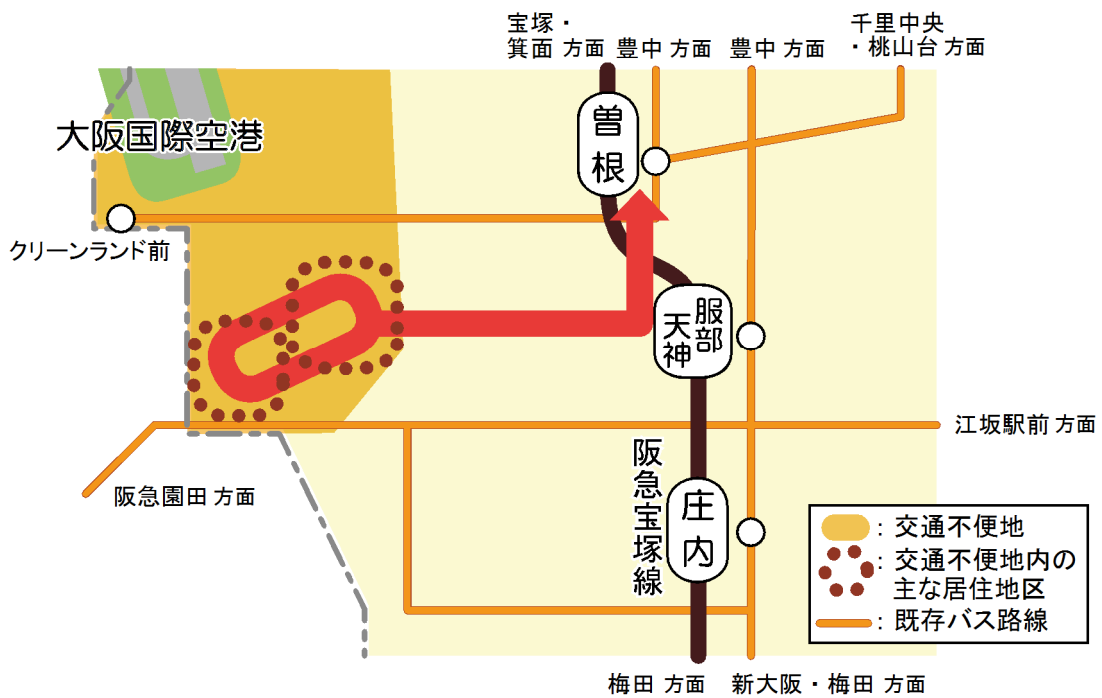 宝塚・
箕面 方面
豊中 方面
豊中 方面
千里中央
・桃山台 方面
大阪国際空港
曽根
クリーンランド前
服部
天神
江坂駅前 方面
阪急園田 方面
阪急宝塚線
庄内
：交通不便地
：交通不便地内の
主な居住地区
：既存バス路線
梅田 方面
新大阪・梅田 方面